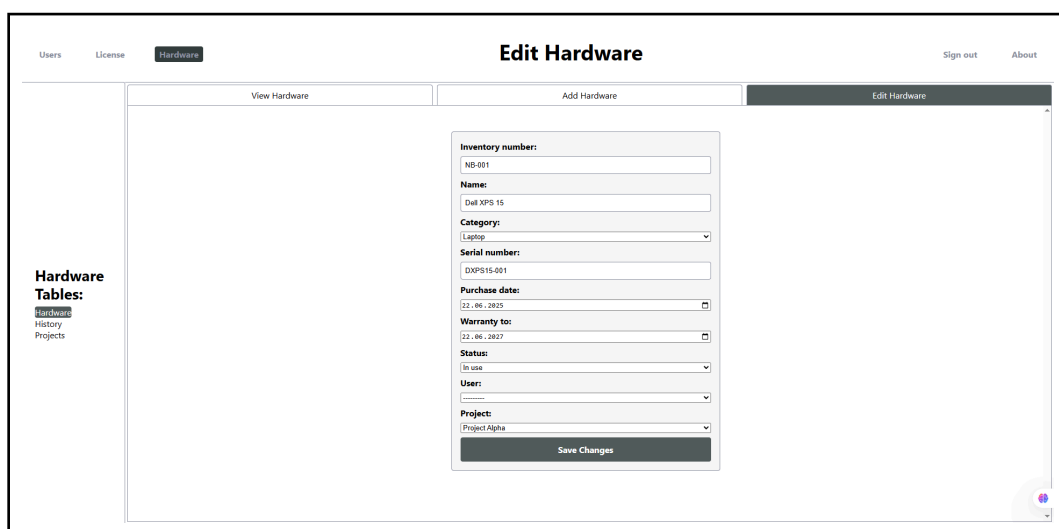 Users License Hardware Edit Hardware Sign out About
View Hardware Add Hardware Edit Hardware
Hardware
Tables:
Hardware
History
Projects
Inventory number:
NB-001
Name:
Dell XPS 15
Category:
Laptop
Serial number:
DXPS15-001
Purchase date:
22.06.2025
Warranty to:
22.06.2027
Status:
In use
User:
---------
Project:
Project Alpha
Save Changes